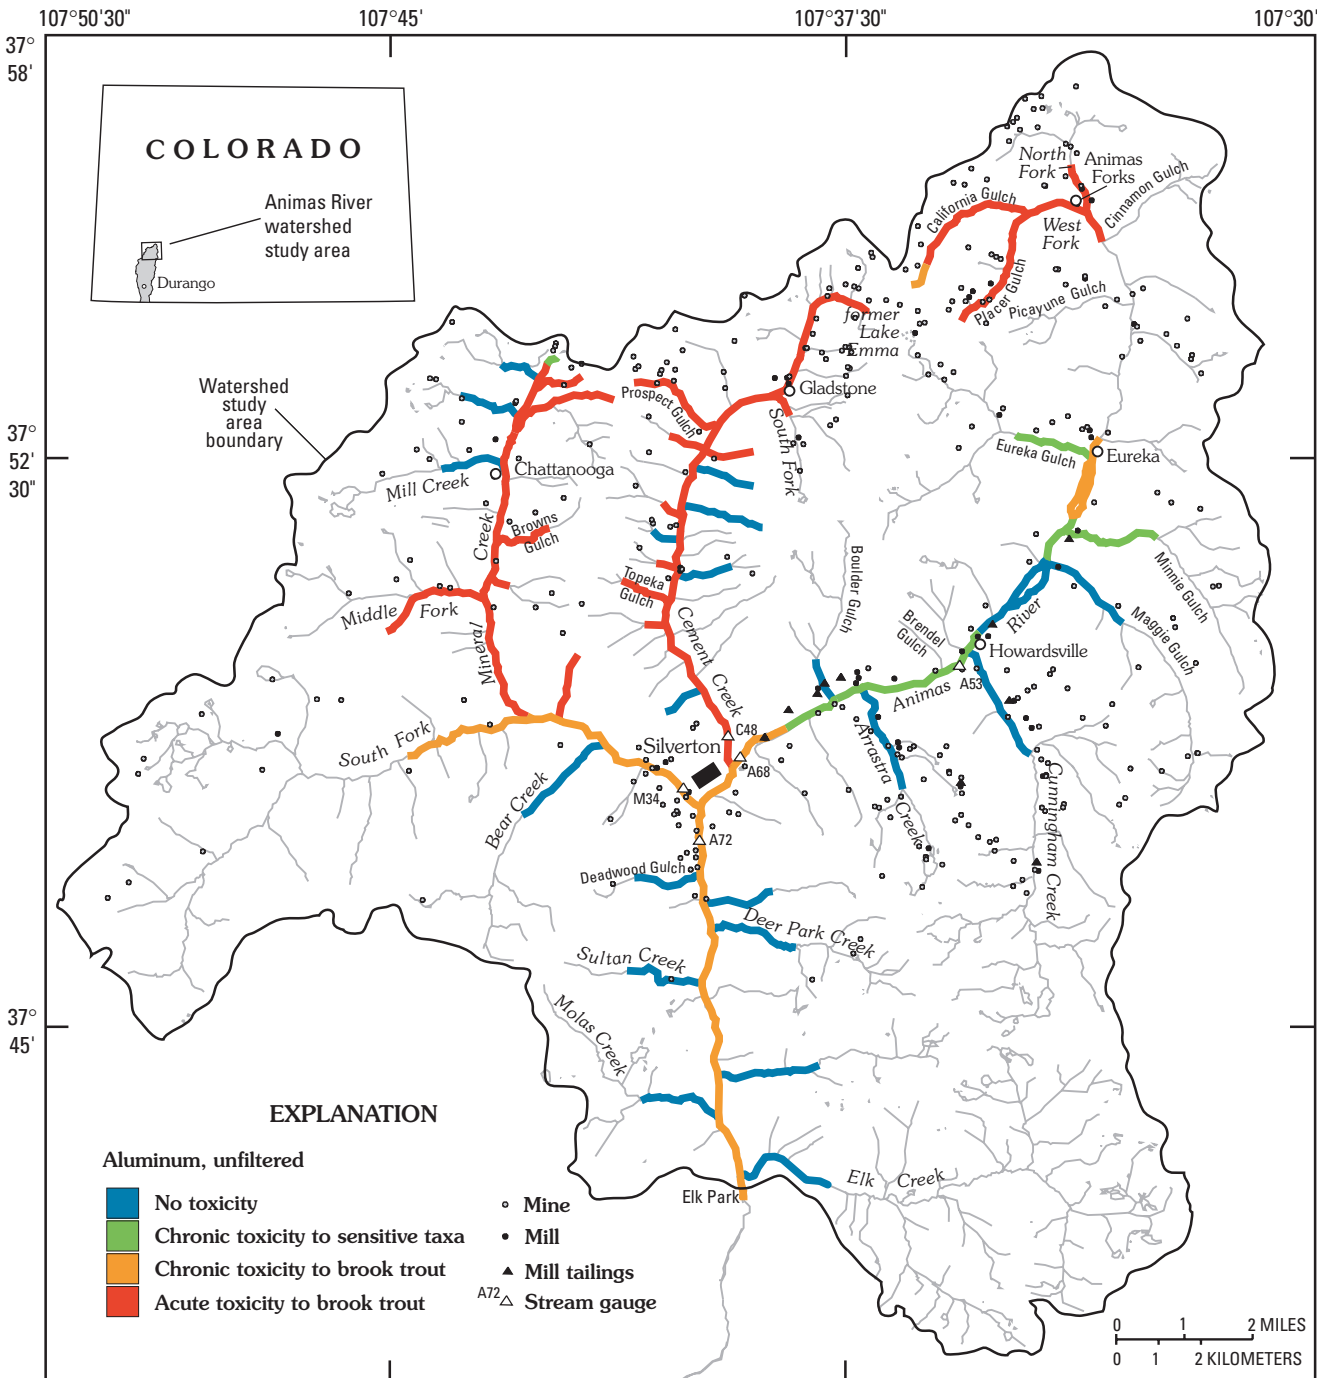 107°50'30"
107°45'
107°37'30"
107°30'
37°
58'
COLORADO
Animas River
watershed
study area
Durango
North
Fork
Animas
Forks
Cinnamon Gulch
California Gulch
West
Fork
Placer Gulch
Picayune Gulch
former
Lake
Emma
Gladstone
Prospect Gulch
South Fork
Watershed
study
area
boundary
37°
52'
30"
Chattanooga
Mill Creek
Eureka Gulch
Eureka
Browns
Gulch
Creek
Mineral
Middle Fork
Topeka
Gulch
Cement Creek
Boulder Gulch
Brendel
Gulch
River
Animas
Minnie Gulch
Maggie Gulch
Howardsville
A53
South Fork
Silverton
C48
A68
M34
A72
Bear Creek
Arrastra
Creek
Cunningham Creek
Deadwood Gulch
Deer Park Creek
Sultan Creek
Molas Creek
37°
45'
Elk Creek
Elk Park
EXPLANATION
Aluminum, unfiltered
No toxicity
Chronic toxicity to sensitive taxa
Chronic toxicity to brook trout
Acute toxicity to brook trout
Mine
Mill
Mill tailings
A72 Stream gauge
0 1 2 MILES
0 1 2 KILOMETERS